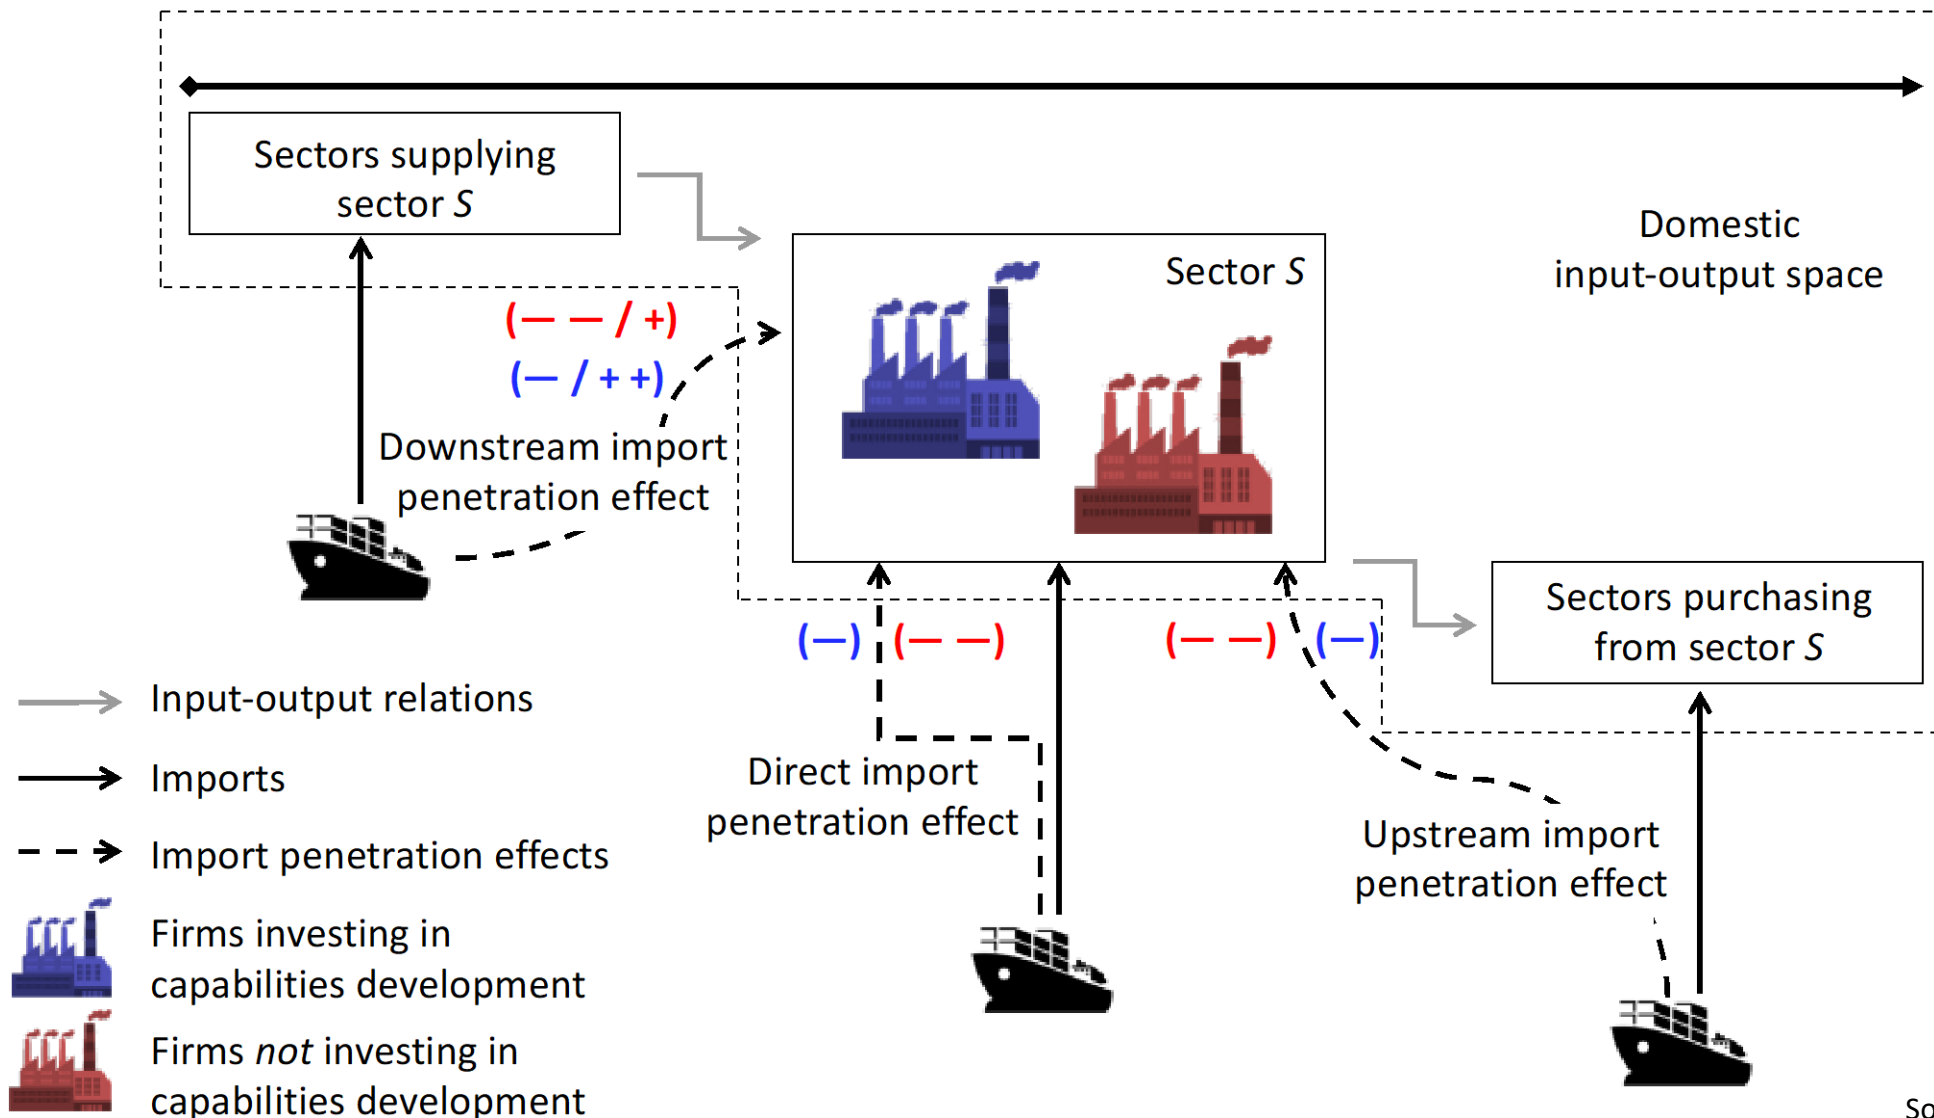 Sectors supplying
sector S
Domestic
input-output space
Sector S
(— — / +)
(— / + +)
Downstream import
penetration effect
Sectors purchasing
from sector S
(—)
(— —)
(— —)
(—)
Input-output relations
Imports
Import penetration effects
Direct import
penetration effect
Upstream import
penetration effect
Firms investing in
capabilities development
Firms not investing in
capabilities development